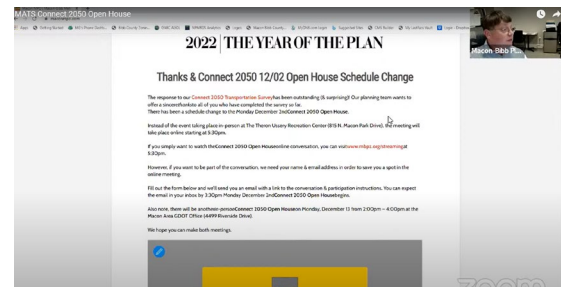 MATS Connect 2050 Open House
Apps Getting Started
Login
2022 | THE YEAR OF THE PLAN
Macon-Bibb Pl...
Thanks & Connect 2050 12/02 Open House Schedule Change
The response to our Connect 2050 Transportation Survey has been outstanding (& surprising)! Our planning team wants to
offer a sincere thanks to all of you who have completed the survey so far.
There has been a schedule change to the Monday December 2nd Connect 2050 Open House.
Instead of the event taking place in-person at The Theron Ussery Recreation Center (815 N. Macon Park Drive), the meeting will
take place online starting at 5:30pm.
If you simply want to watch the Connect 2050 Open House online conversation, you can visit www.mbpz.org/streaming at
5:30pm.
However, if you want to be part of the conversation, we need your name & email address in order to save you a spot in the
online meeting.
Fill out the form below and we'll send you an email with a link to the conversation & participation instructions. You can expect
the email in your inbox by 3:30pm Monday December 2nd Connect 2050 Open House begins.
Also note, there will be another in-person Connect 2050 Open House on Monday, December 13 from 2:00pm – 4:00pm at the
Macon Area GDOT Office (4499 Riverside Drive).
We hope you can make both meetings.
zoom